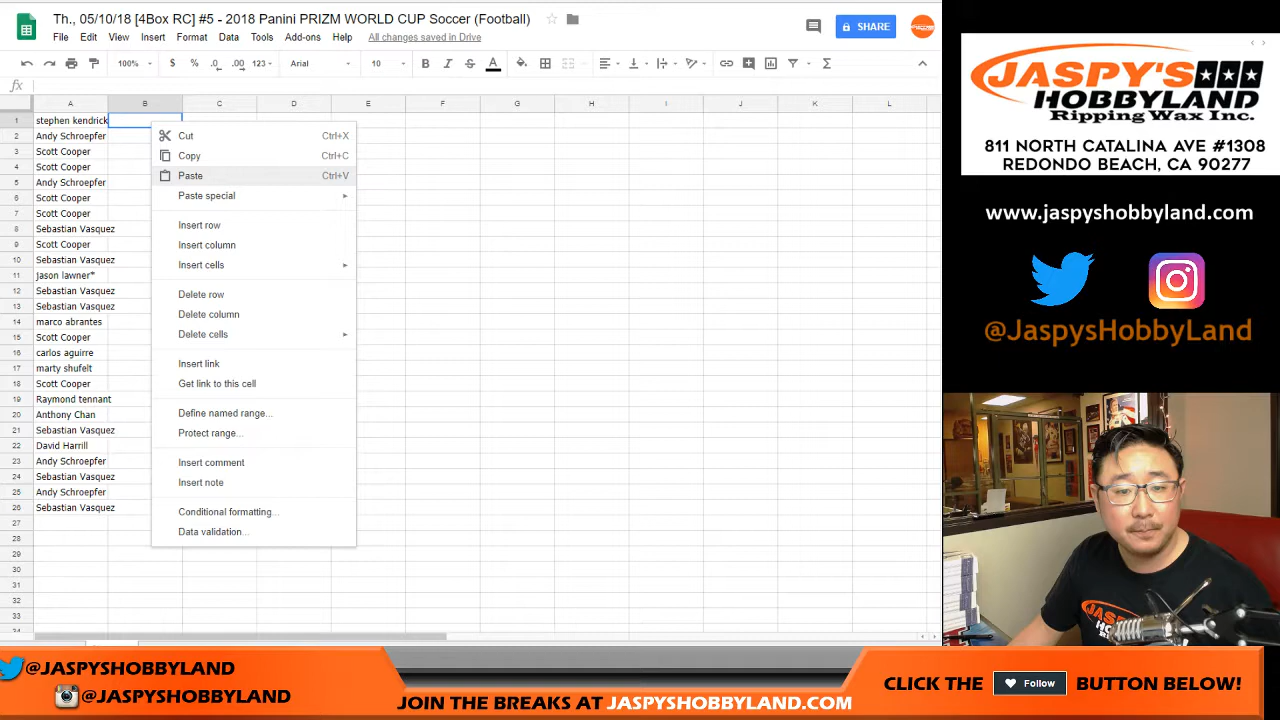 Th., 05/10/18 [4Box RC] #5 - 2018 Panini PRIZM WORLD CUP Soccer (Football)
SHARE
File Edit View Insert Format Data Tools Add-ons Help All changes saved in Drive
100% $ % .0 .00 123 Arial 10 B I S A
fx
A B C D E F G H I J K L
1 stephen kendrick
2 Andy Schroepfer
3 Scott Cooper
4 Scott Cooper
5 Andy Schroepfer
6 Scott Cooper
7 Scott Cooper
8 Sebastian Vasquez
9 Scott Cooper
10 Sebastian Vasquez
11 jason lawner*
12 Sebastian Vasquez
13 Sebastian Vasquez
14 marco abrantes
15 Scott Cooper
16 carlos aguirre
17 marty shufelt
18 Scott Cooper
19 Raymond tennant
20 Anthony Chan
21 Sebastian Vasquez
22 David Harrill
23 Andy Schroepfer
24 Sebastian Vasquez
25 Andy Schroepfer
26 Sebastian Vasquez
27
28
29
30
31
32
33
34
Cut Ctrl+X
Copy Ctrl+C
Paste Ctrl+V
Paste special
Insert row
Insert column
Insert cells
Delete row
Delete column
Delete cells
Insert link
Get link to this cell
Define named range...
Protect range...
Insert comment
Insert note
Conditional formatting...
Data validation...
JASPY'S
HOBBYLAND
Ripping Wax Inc.
811 NORTH CATALINA AVE #1308
REDONDO BEACH, CA 90277
www.jaspyshobbyland.com
@JaspysHobbyLand
JASPY'S
HOBBYLAND
@JASPYSHOBBYLAND
@JASPYSHOBBYLAND
JOIN THE BREAKS AT JASPYSHOBBYLAND.COM
CLICK THE Follow BUTTON BELOW!